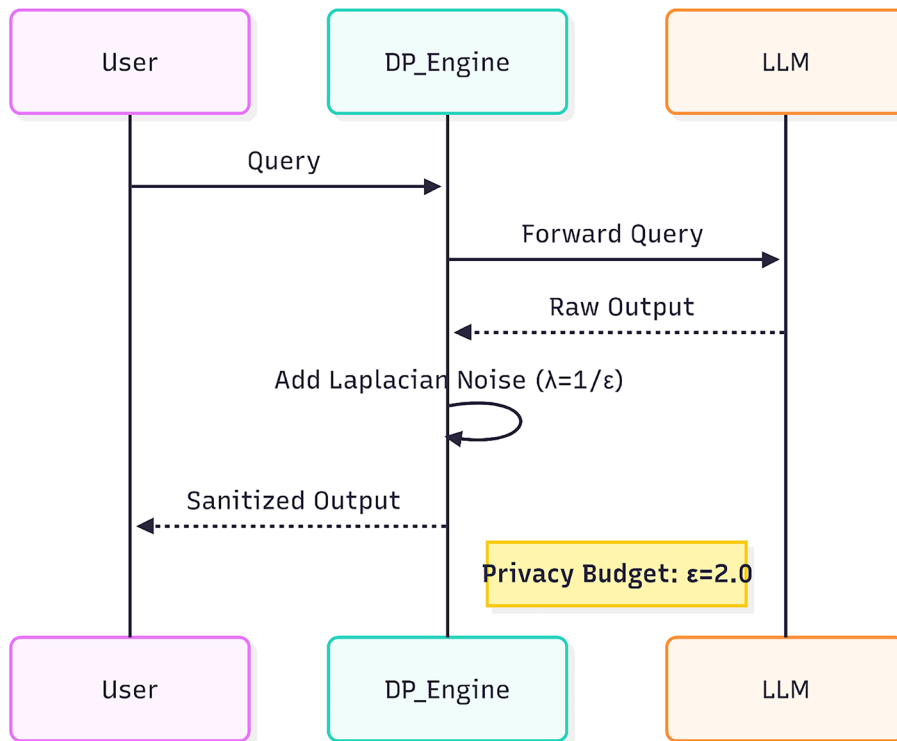 User
DP_Engine
LLM
Query
Forward Query
Raw Output
Add Laplacian Noise (λ=1/ε)
Sanitized Output
Privacy Budget: ε=2.0
User
DP_Engine
LLM